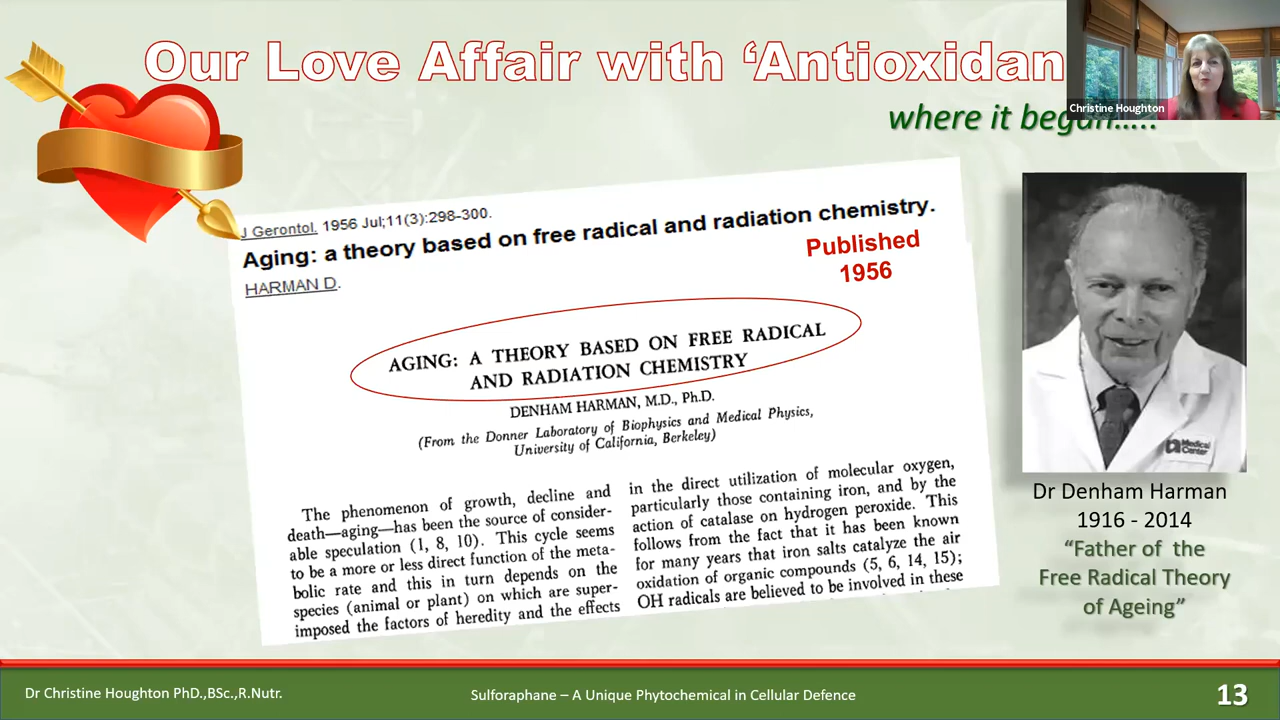 Our Love Affair with ‘Antioxidan
where it began…..
Christine Houghton
J Gerontol. 1956 Jul;11(3):298-300.
Aging: a theory based on free radical and radiation chemistry.
HARMAN D.
Published
1956
AGING: A THEORY BASED ON FREE RADICAL
AND RADIATION CHEMISTRY
DENHAM HARMAN, M.D., Ph.D.
(From the Donner Laboratory of Biophysics and Medical Physics,
University of California, Berkeley)
The phenomenon of growth, decline and
death—aging—has been the source of consider-
able speculation (1, 8, 10). This cycle seems
to be a more or less direct function of the meta-
bolic rate and this in turn depends on the
species (animal or plant) on which are super-
imposed the factors of heredity and the effects
in the direct utilization of molecular oxygen,
particularly those containing iron, and by the
action of catalase on hydrogen peroxide. This
follows from the fact that it has been known
for many years that iron salts catalyze the air
oxidation of organic compounds (5, 6, 14, 15);
OH radicals are believed to be involved in these
Medical
Center
Dr Denham Harman
1916 - 2014
“Father of the
Free Radical Theory
of Ageing”
Dr Christine Houghton PhD.,BSc.,R.Nutr.
Sulforaphane – A Unique Phytochemical in Cellular Defence
13